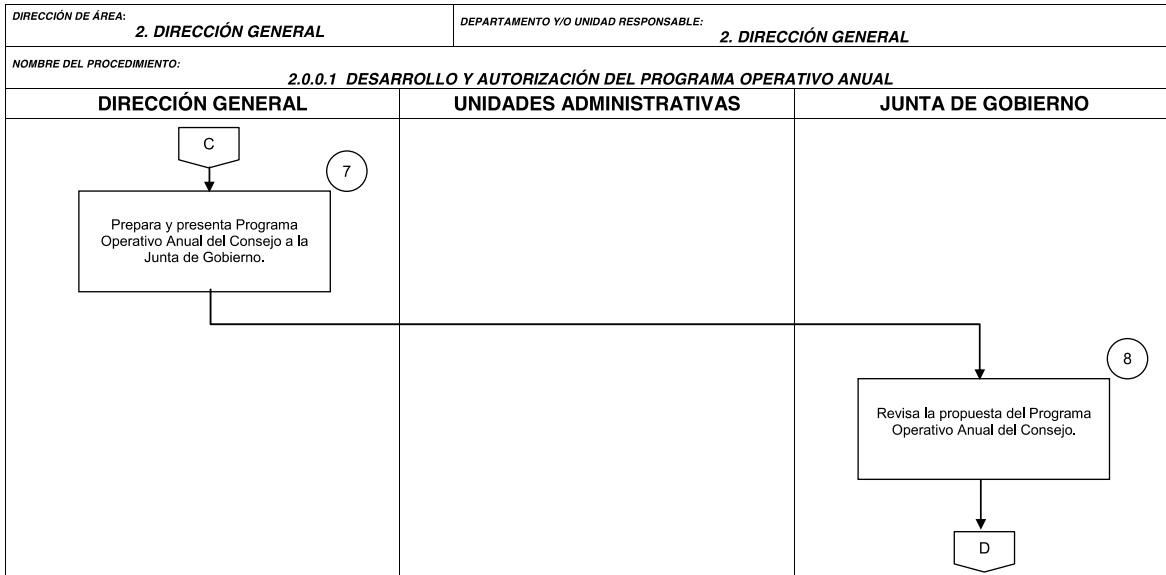 DIRECCIÓN DE ÁREA:
2. DIRECCIÓN GENERAL
DEPARTAMENTO Y/O UNIDAD RESPONSABLE:
2. DIRECCIÓN GENERAL
NOMBRE DEL PROCEDIMIENTO:
2.0.0.1 DESARROLLO Y AUTORIZACIÓN DEL PROGRAMA OPERATIVO ANUAL
DIRECCIÓN GENERAL
UNIDADES ADMINISTRATIVAS
JUNTA DE GOBIERNO
C
7
Prepara y presenta Programa
Operativo Anual del Consejo a la
Junta de Gobierno.
8
Revisa la propuesta del Programa
Operativo Anual del Consejo.
D